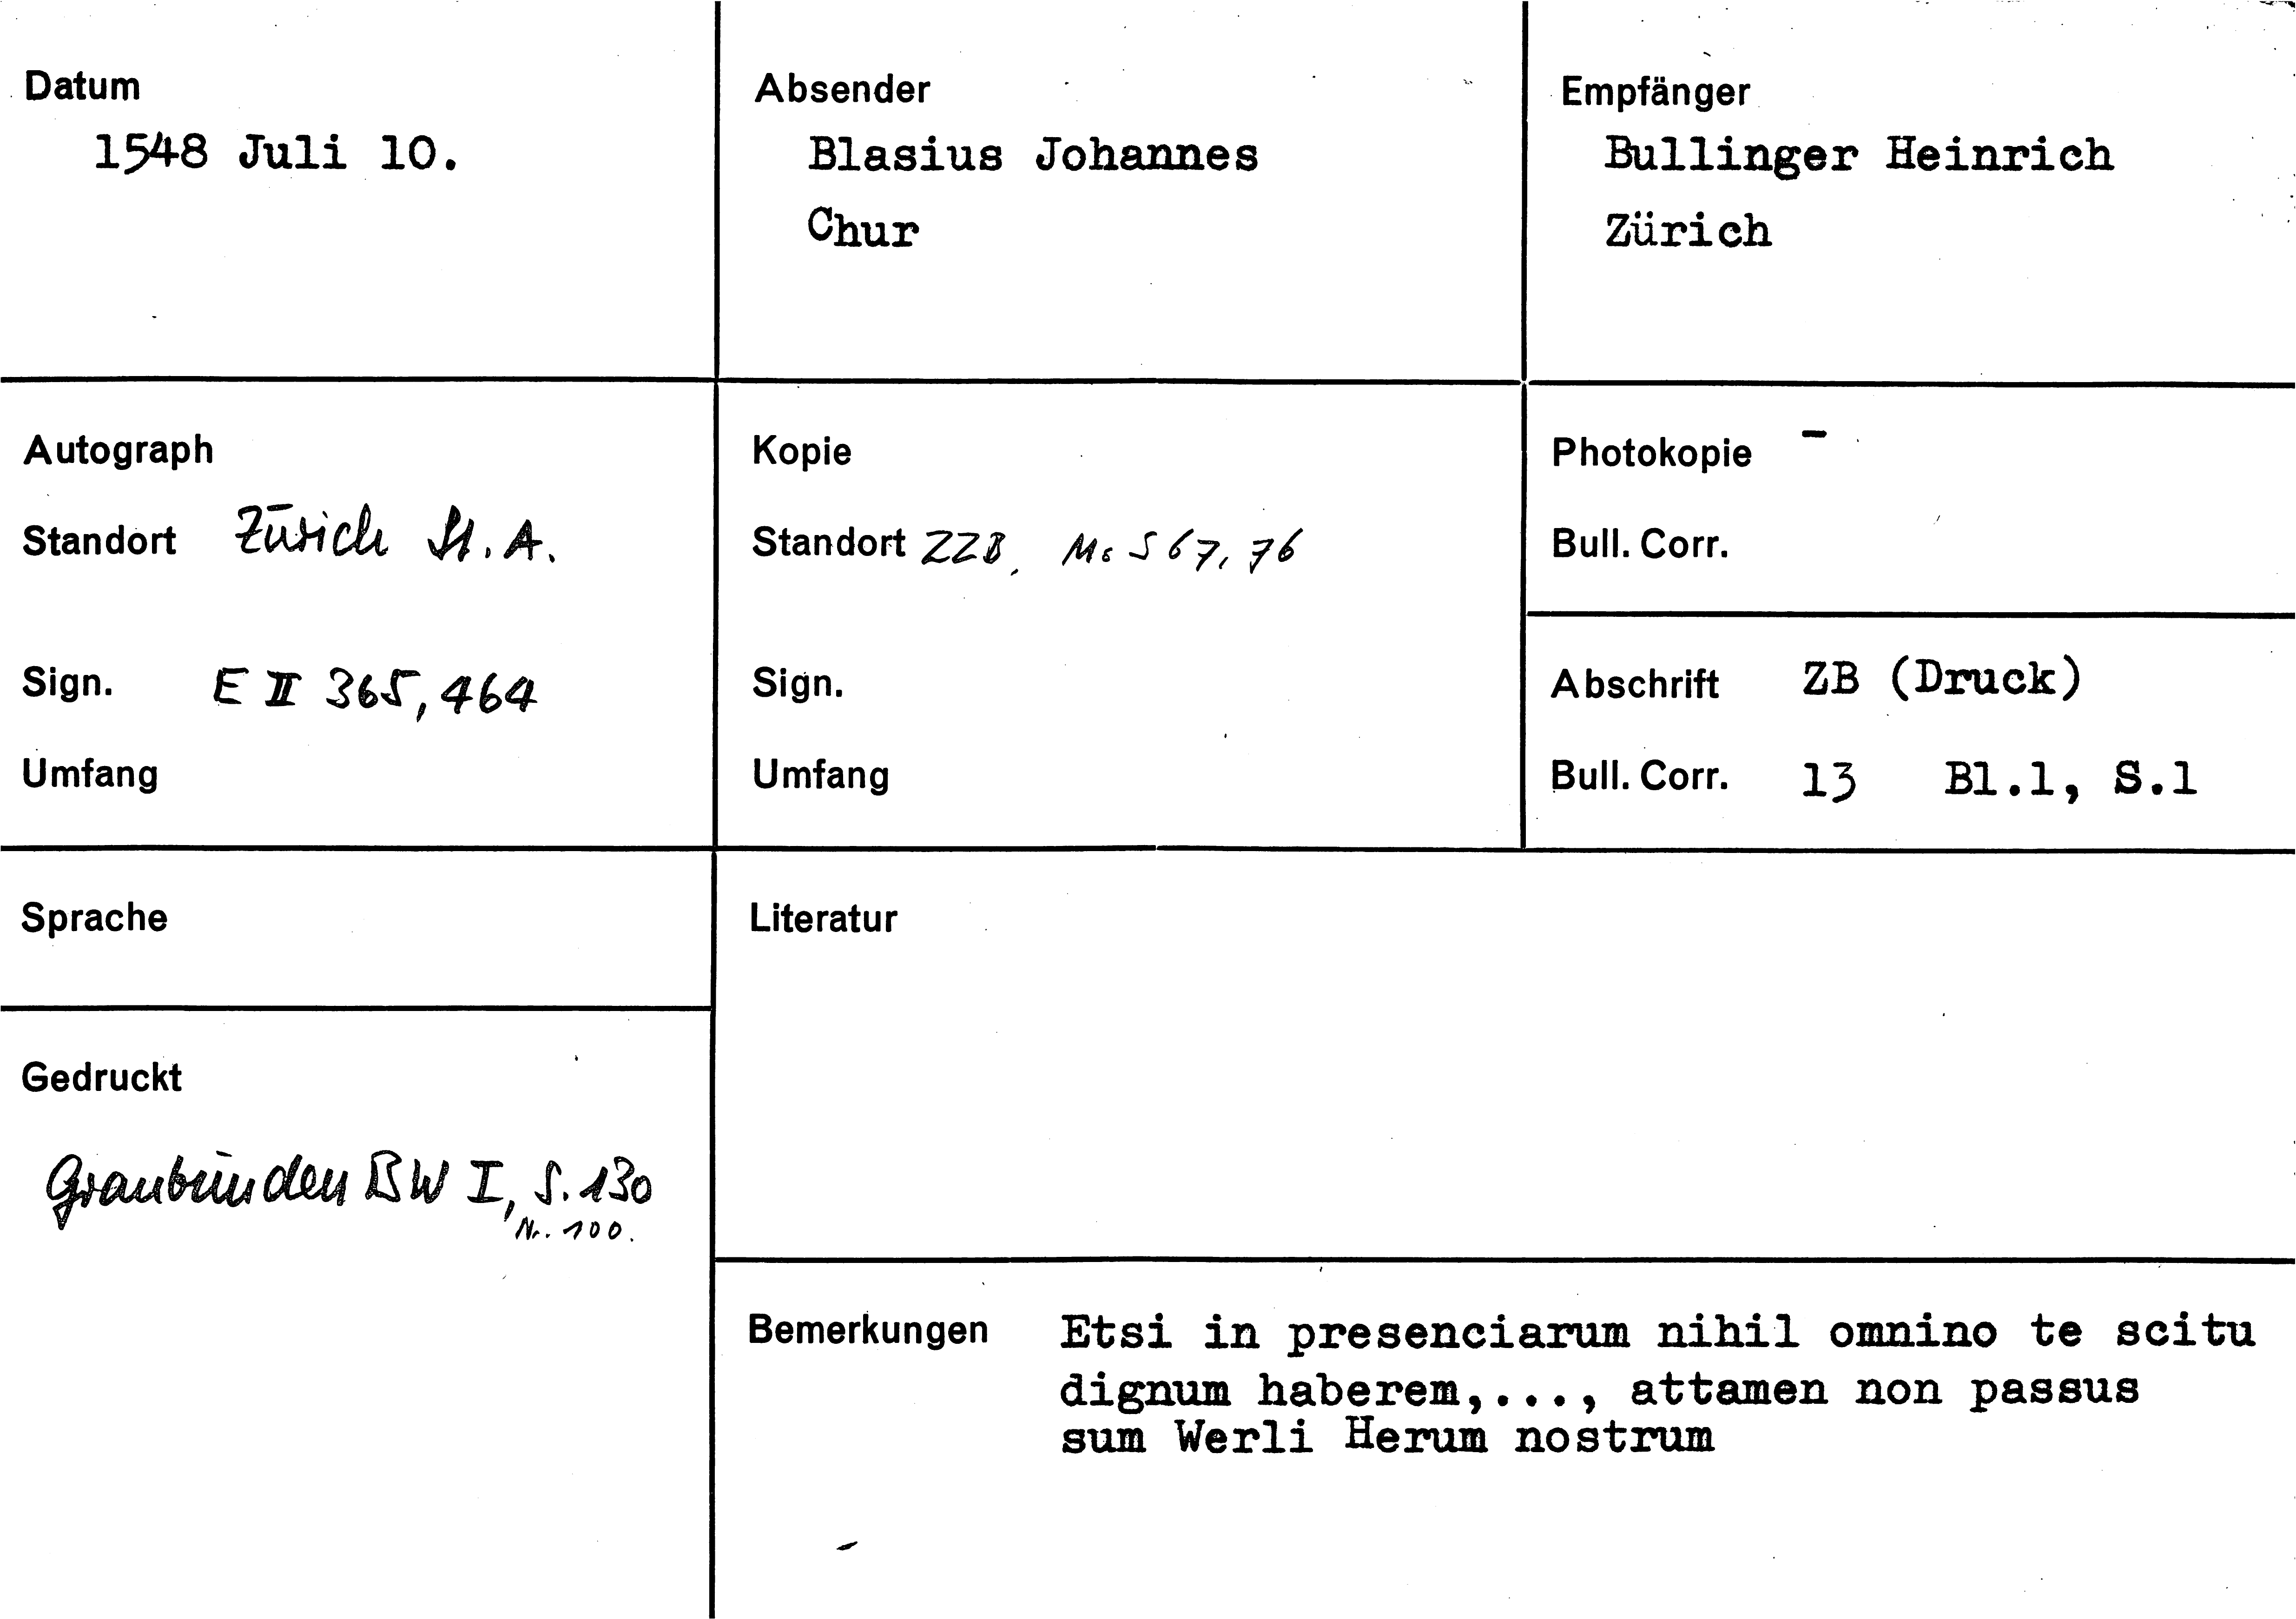 Datum
1548 Juli 10.
Absender
Blasius Johannes
Chur
Empfänger
Bullinger Heinrich
Zürich
Autograph
Standort Zürich St. A.
Sign. E II 365, 464
Umfang
Kopie
Standort ZZB, Ms S 67, 76
Sign.
Umfang
Photokopie -
Bull. Corr.
Abschrift ZB (Druck)
Bull. Corr. 13 Bl.1, S.1
Sprache
Literatur
Gedruckt
Graubünden BW I, S. 130
Nr. 100.
Bemerkungen Etsi in presenciarum nihil omnino te scitu
dignum haberem,..., attamen non passus
sum Werli Herum nostrum